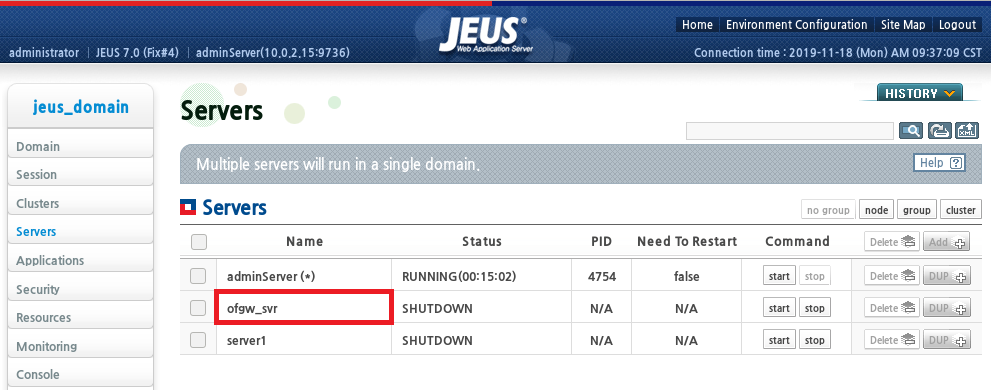 JEUS®
Web Application Server
Home Environment Configuration Site Map Logout
administrator JEUS 7.0 (Fix#4) adminServer(10.0.2.15:9736) Connection time : 2019-11-18 (Mon) AM 09:37:09 CST
jeus_domain
Domain
Session
Clusters
Servers
Applications
Security
Resources
Monitoring
Console
Servers
HISTORY
XML
Multiple servers will run in a single domain.
Help ?
Servers
no group node group cluster
Name Status PID Need To Restart Command Delete Add
adminServer (*) RUNNING(00:15:02) 4754 false start stop Delete DUP
ofgw_svr SHUTDOWN N/A N/A start stop Delete DUP
server1 SHUTDOWN N/A N/A start stop Delete DUP